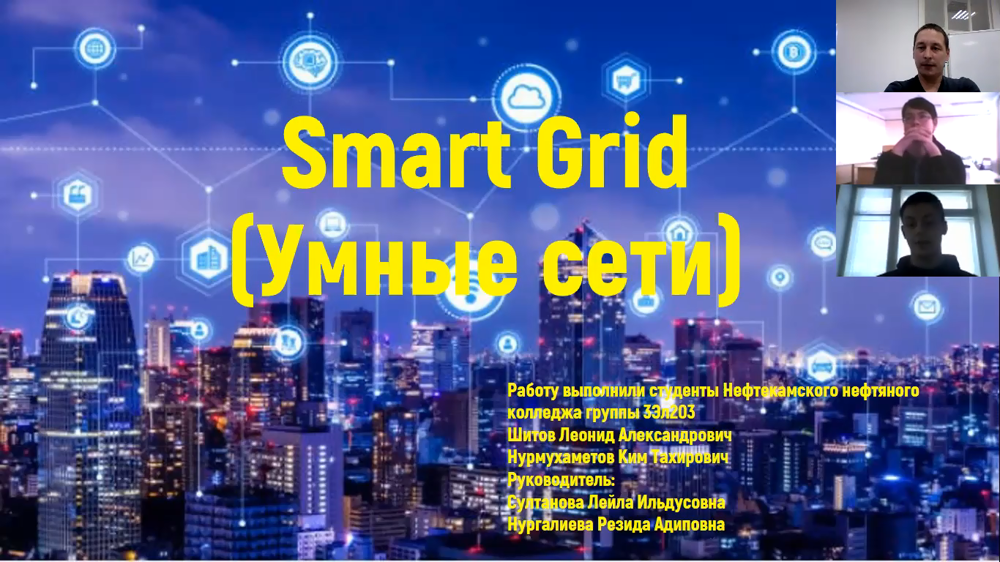 Smart Grid
(Умные сети)
Работу выполнили студенты Нефтекамского нефтяного
колледжа группы 3Эл203
Шитов Леонид Александрович
Нурмухаметов Ким Тахирович
Руководитель:
Султанова Лейла Ильдусовна
Нургалиева Резида Адиповна